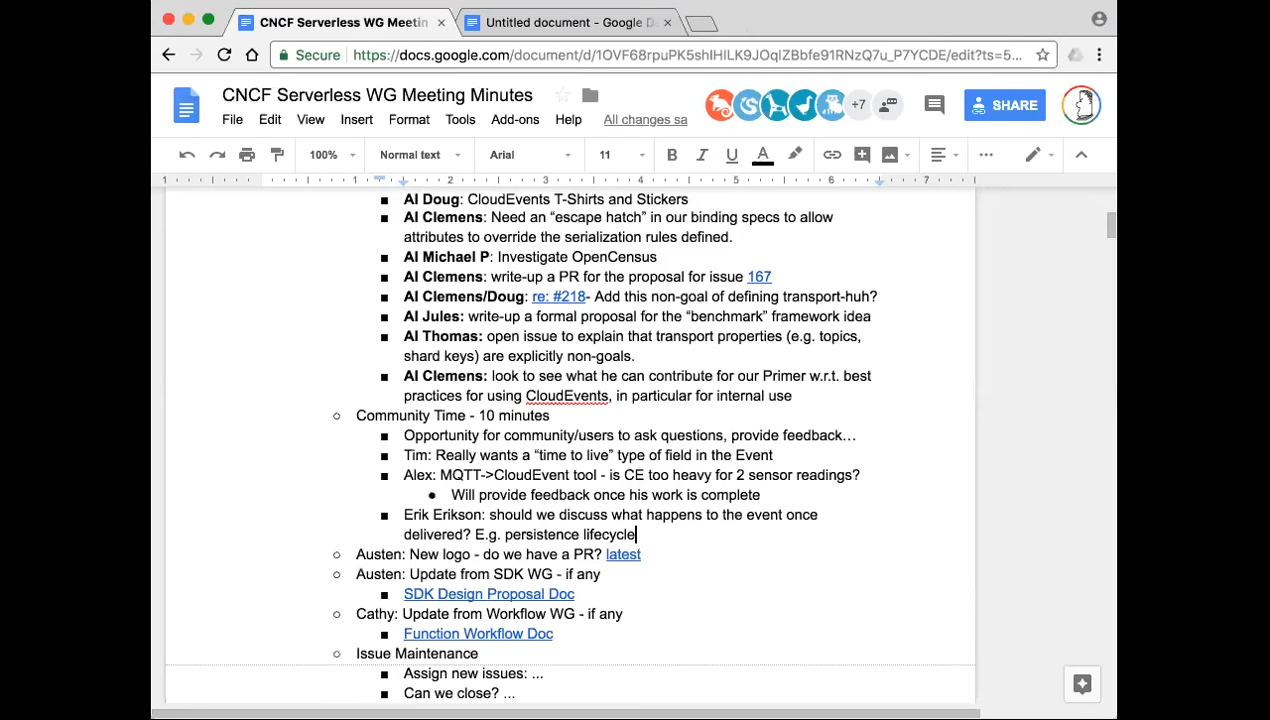 CNCF Serverless WG Meetin
Untitled document - Google D
Secure https://docs.google.com/document/d/1OVF68rpuPK5shIHILK9JOqlZBbfe91RNzQ7u_P7YCDE/edit?ts=5...
CNCF Serverless WG Meeting Minutes
+7
SHARE
File Edit View Insert Format Tools Add-ons Help All changes sa
100% Normal text Arial 11 B I U A
1 1 2 3 4 5 6 7
AI Doug: CloudEvents T-Shirts and Stickers
AI Clemens: Need an “escape hatch” in our binding specs to allow
attributes to override the serialization rules defined.
AI Michael P: Investigate OpenCensus
AI Clemens: write-up a PR for the proposal for issue 167
AI Clemens/Doug: re: #218- Add this non-goal of defining transport-huh?
AI Jules: write-up a formal proposal for the “benchmark” framework idea
AI Thomas: open issue to explain that transport properties (e.g. topics,
shard keys) are explicitly non-goals.
AI Clemens: look to see what he can contribute for our Primer w.r.t. best
practices for using CloudEvents, in particular for internal use
Community Time - 10 minutes
Opportunity for community/users to ask questions, provide feedback…
Tim: Really wants a “time to live” type of field in the Event
Alex: MQTT->CloudEvent tool - is CE too heavy for 2 sensor readings?
Will provide feedback once his work is complete
Erik Erikson: should we discuss what happens to the event once
delivered? E.g. persistence lifecycle
Austen: New logo - do we have a PR? latest
Austen: Update from SDK WG - if any
SDK Design Proposal Doc
Cathy: Update from Workflow WG - if any
Function Workflow Doc
Issue Maintenance
Assign new issues: ...
Can we close? ...